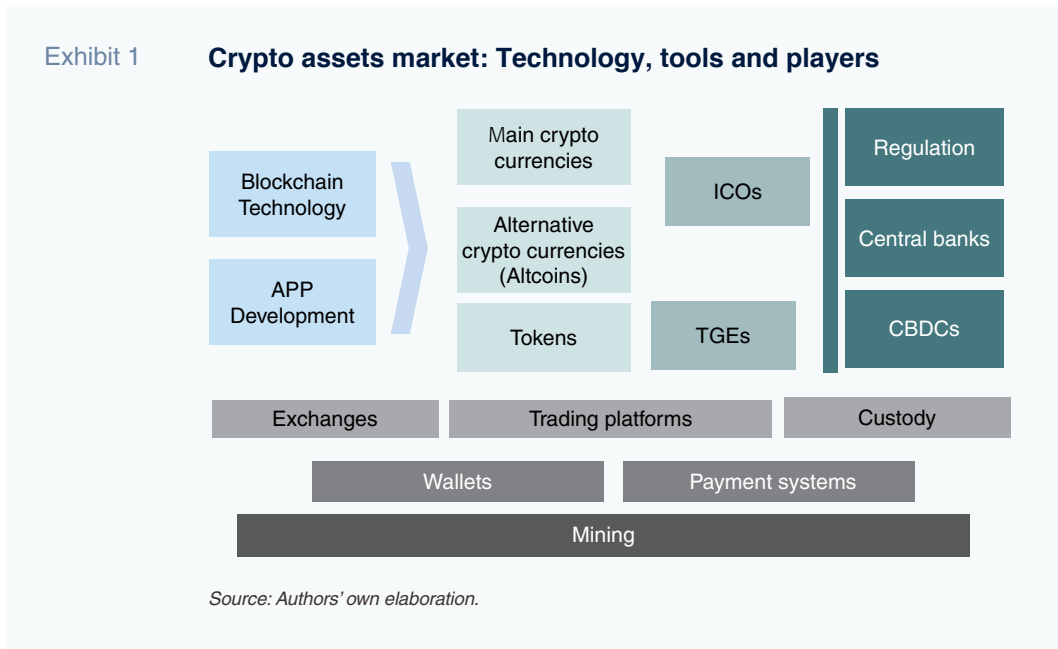 Exhibit 1
Crypto assets market: Technology, tools and players
Blockchain
Technology
APP
Development
Main crypto
currencies
Alternative
crypto currencies
(Altcoins)
Tokens
ICOs
TGEs
Regulation
Central banks
CBDCs
Exchanges
Trading platforms
Custody
Wallets
Payment systems
Mining
Source: Authors' own elaboration.